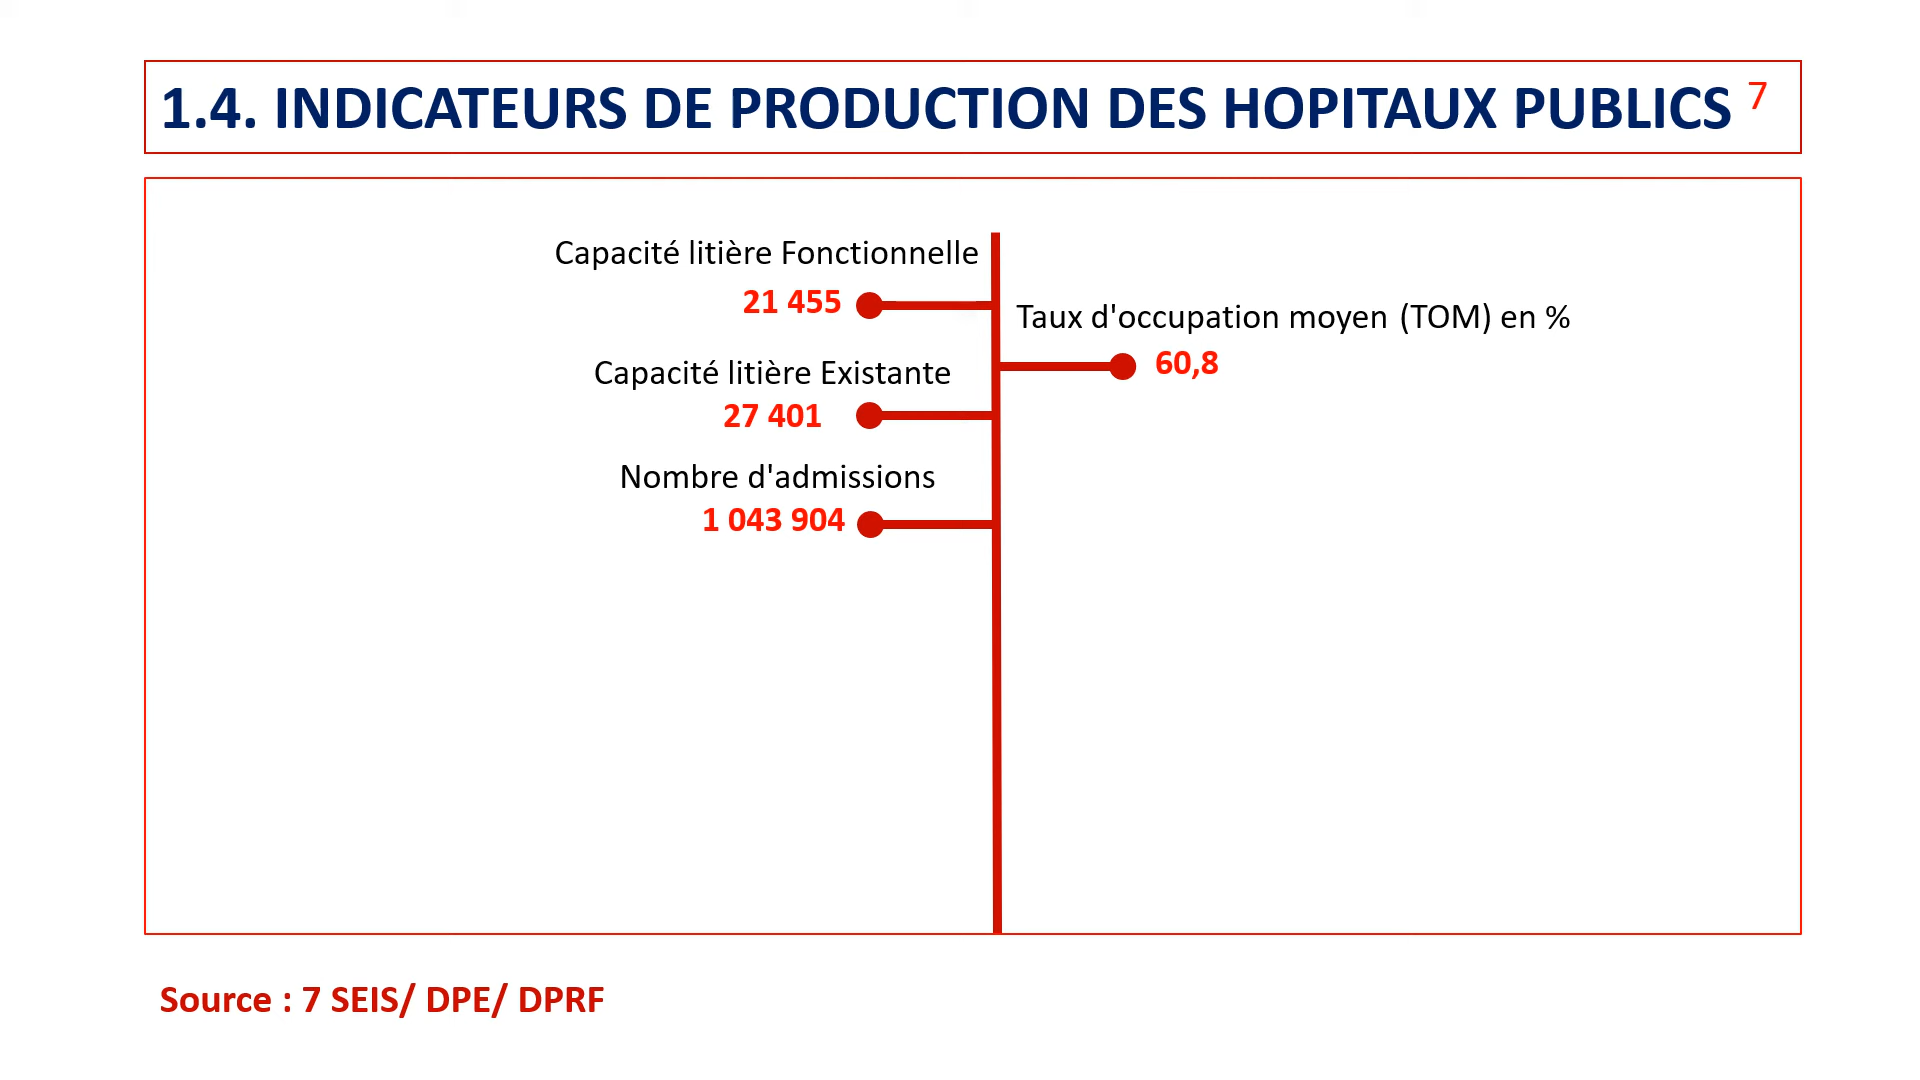 1.4. INDICATEURS DE PRODUCTION DES HOPITAUX PUBLICS 7
Capacité litière Fonctionnelle
21 455
Taux d'occupation moyen (TOM) en %
60,8
Capacité litière Existante
27 401
Nombre d'admissions
1 043 904
Source : 7 SEIS/ DPE/ DPRF